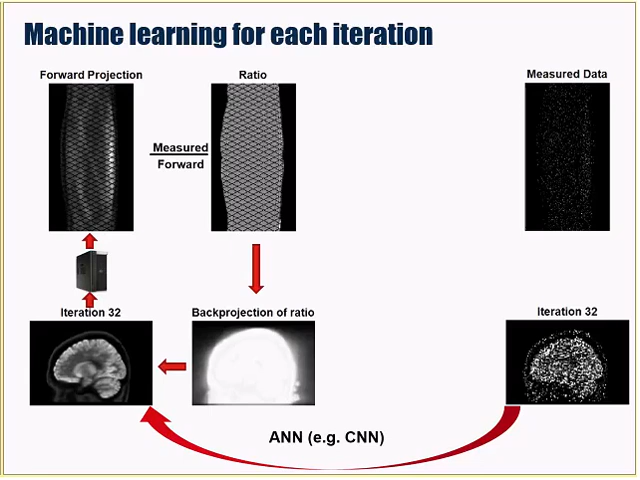 Machine learning for each iteration
Forward Projection
Ratio
Measured Data
Measured
Forward
Iteration 32
Backprojection of ratio
Iteration 32
ANN (e.g. CNN)